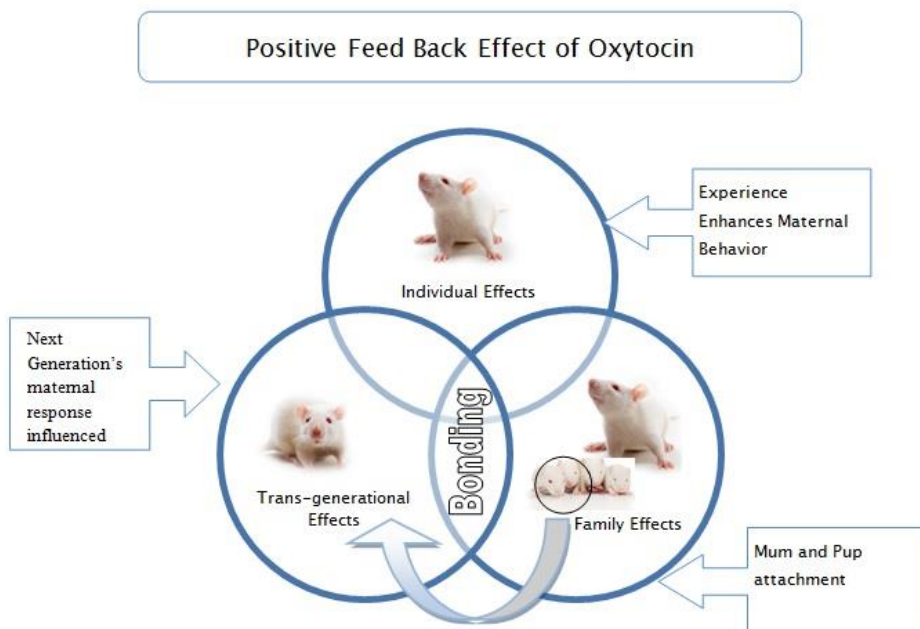 Positive Feed Back Effect of Oxytocin
Experience
Enhances Maternal
Behavior
Individual Effects
Next
Generation's
maternal
response
influenced
Bonding
Trans-generational
Effects
Family Effects
Mum and Pup
attachment